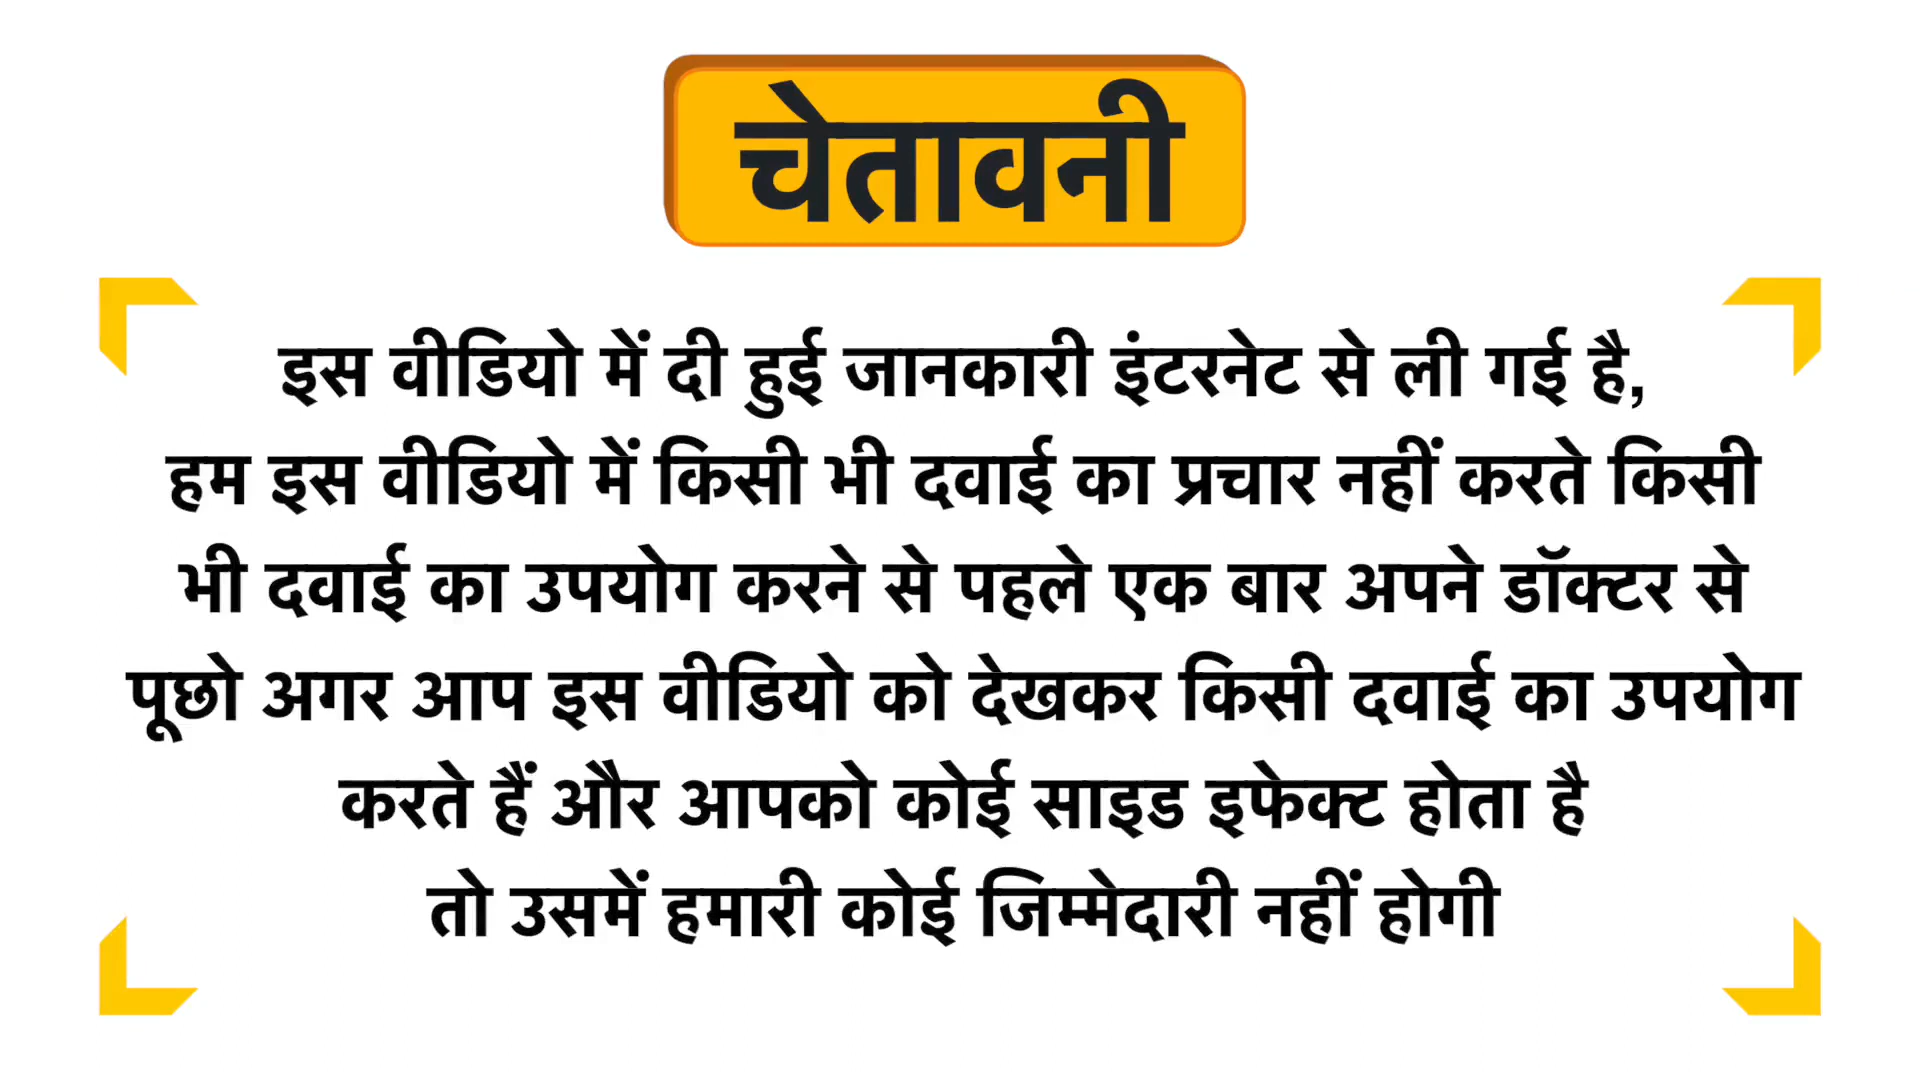 चेतावनी
इस वीडियो में दी हुई जानकारी इंटरनेट से ली गई है,
हम इस वीडियो में किसी भी दवाई का प्रचार नहीं करते किसी
भी दवाई का उपयोग करने से पहले एक बार अपने डॉक्टर से
पूछो अगर आप इस वीडियो को देखकर किसी दवाई का उपयोग
करते हैं और आपको कोई साइड इफेक्ट होता है
तो उसमें हमारी कोई जिम्मेदारी नहीं होगी